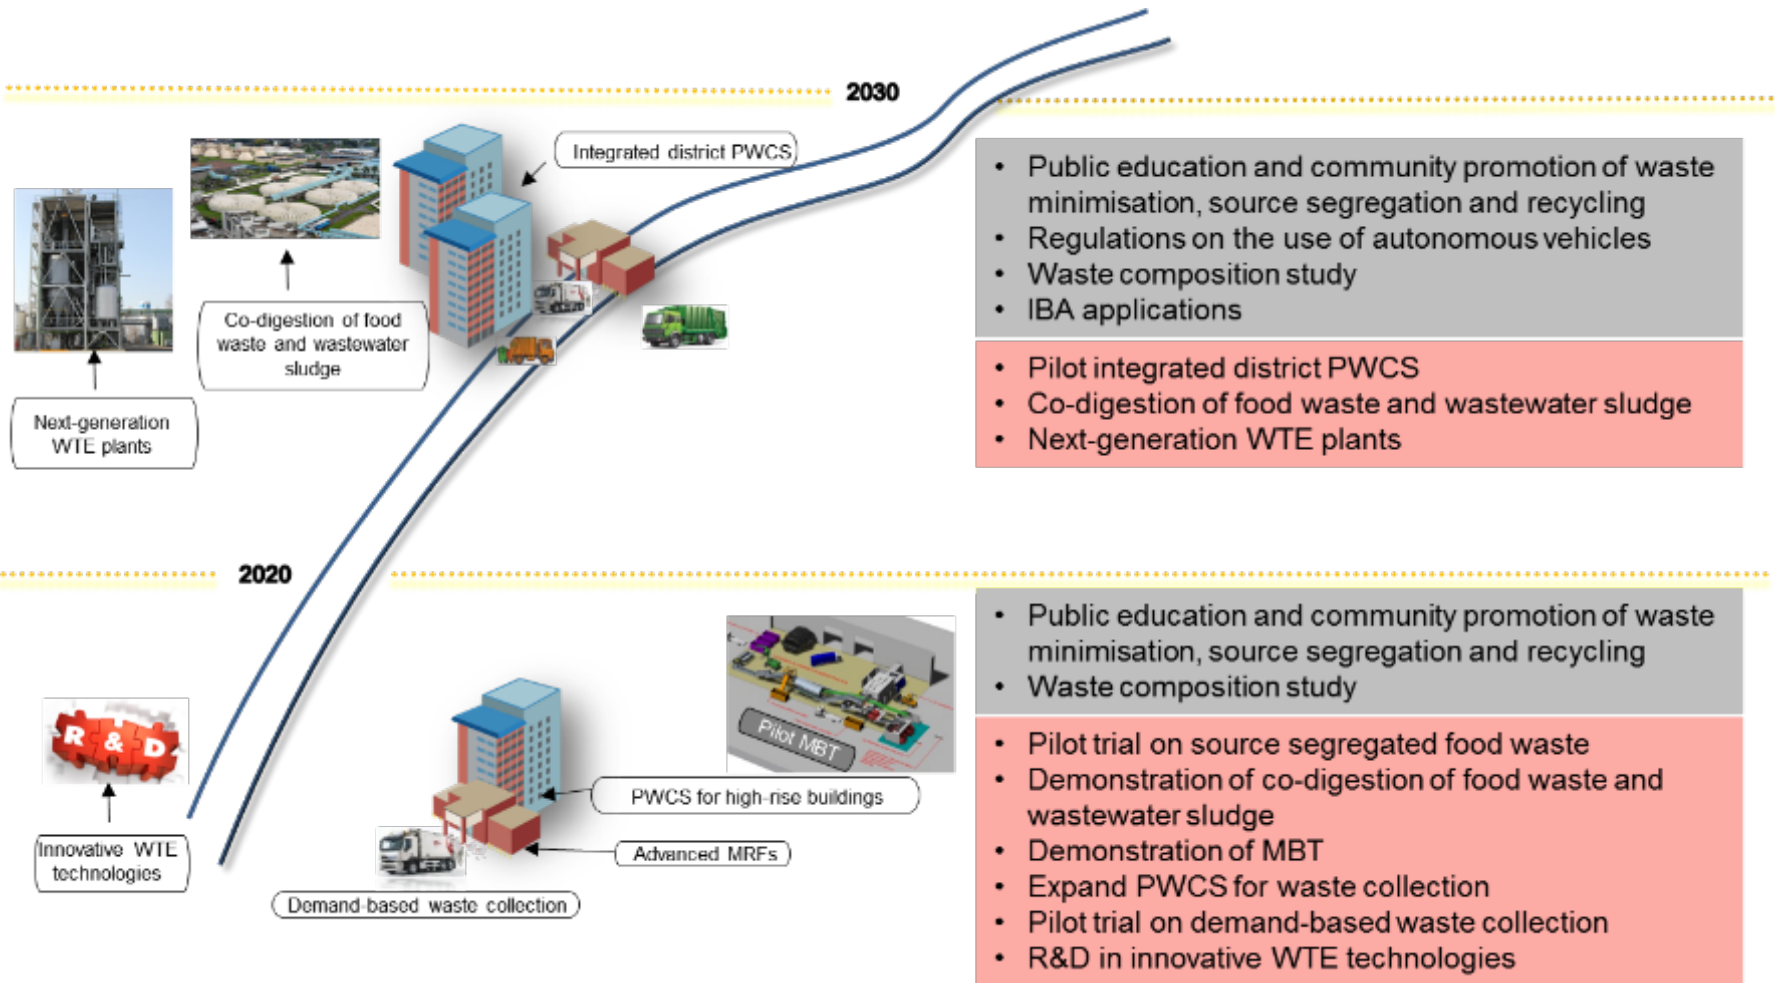 2030
Integrated district PWCS
Co-digestion of food
waste and wastewater
sludge
Next-generation
WTE plants
• Public education and community promotion of waste
minimisation, source segregation and recycling
• Regulations on the use of autonomous vehicles
• Waste composition study
• IBA applications
• Pilot integrated district PWCS
• Co-digestion of food waste and wastewater sludge
• Next-generation WTE plants
2020
R & D
Innovative WTE
technologies
Pilot MBT
PWCS for high-rise buildings
Advanced MRFs
Demand-based waste collection
• Public education and community promotion of waste
minimisation, source segregation and recycling
• Waste composition study
• Pilot trial on source segregated food waste
• Demonstration of co-digestion of food waste and
wastewater sludge
• Demonstration of MBT
• Expand PWCS for waste collection
• Pilot trial on demand-based waste collection
• R&D in innovative WTE technologies